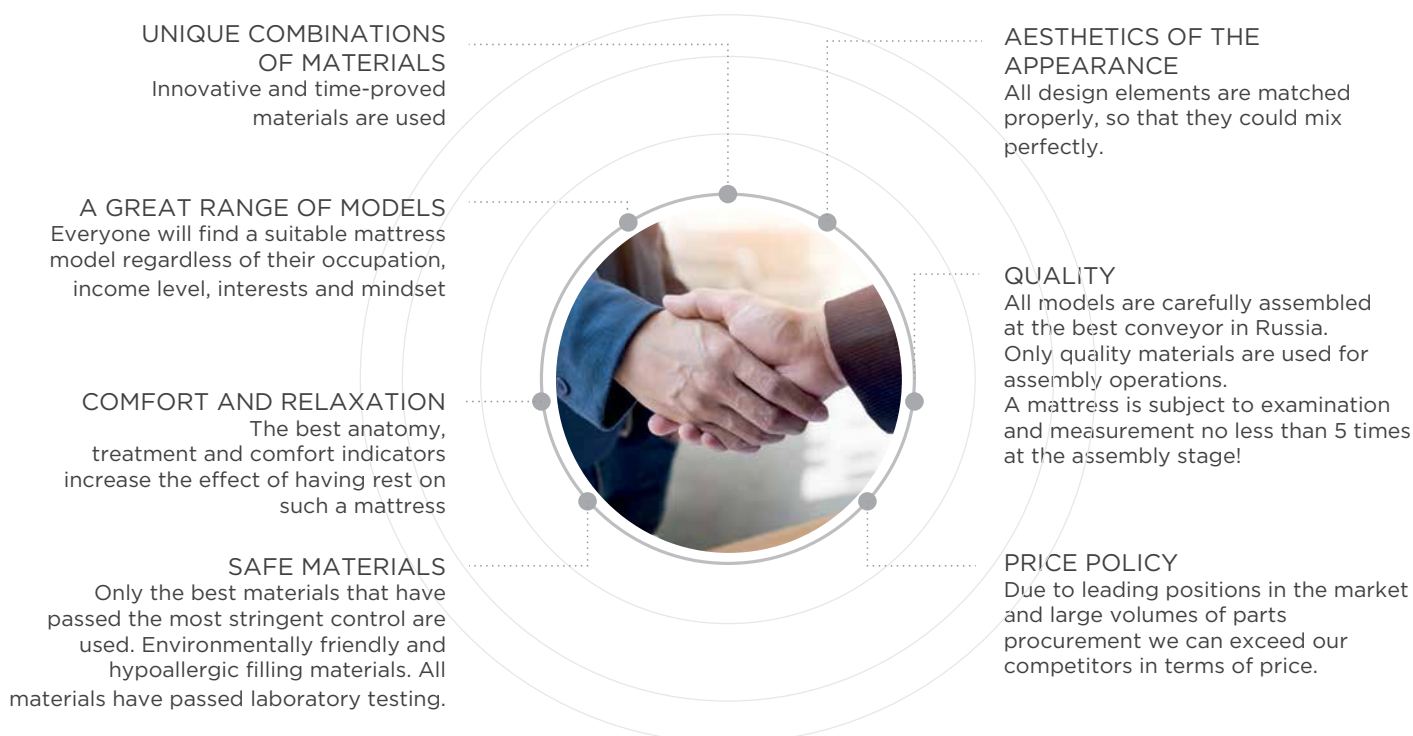 UNIQUE COMBINATIONS
OF MATERIALS
Innovative and time-proved
materials are used
A GREAT RANGE OF MODELS
Everyone will find a suitable mattress
model regardless of their occupation,
income level, interests and mindset
COMFORT AND RELAXATION
The best anatomy,
treatment and comfort indicators
increase the effect of having rest on
such a mattress
SAFE MATERIALS
Only the best materials that have
passed the most stringent control are
used. Environmentally friendly and
hypoallergic filling materials. All
materials have passed laboratory testing.
AESTHETICS OF THE
APPEARANCE
All design elements are matched
properly, so that they could mix
perfectly.
QUALITY
All models are carefully assembled
at the best conveyor in Russia.
Only quality materials are used for
assembly operations.
A mattress is subject to examination
and measurement no less than 5 times
at the assembly stage!
PRICE POLICY
Due to leading positions in the market
and large volumes of parts
procurement we can exceed our
competitors in terms of price.